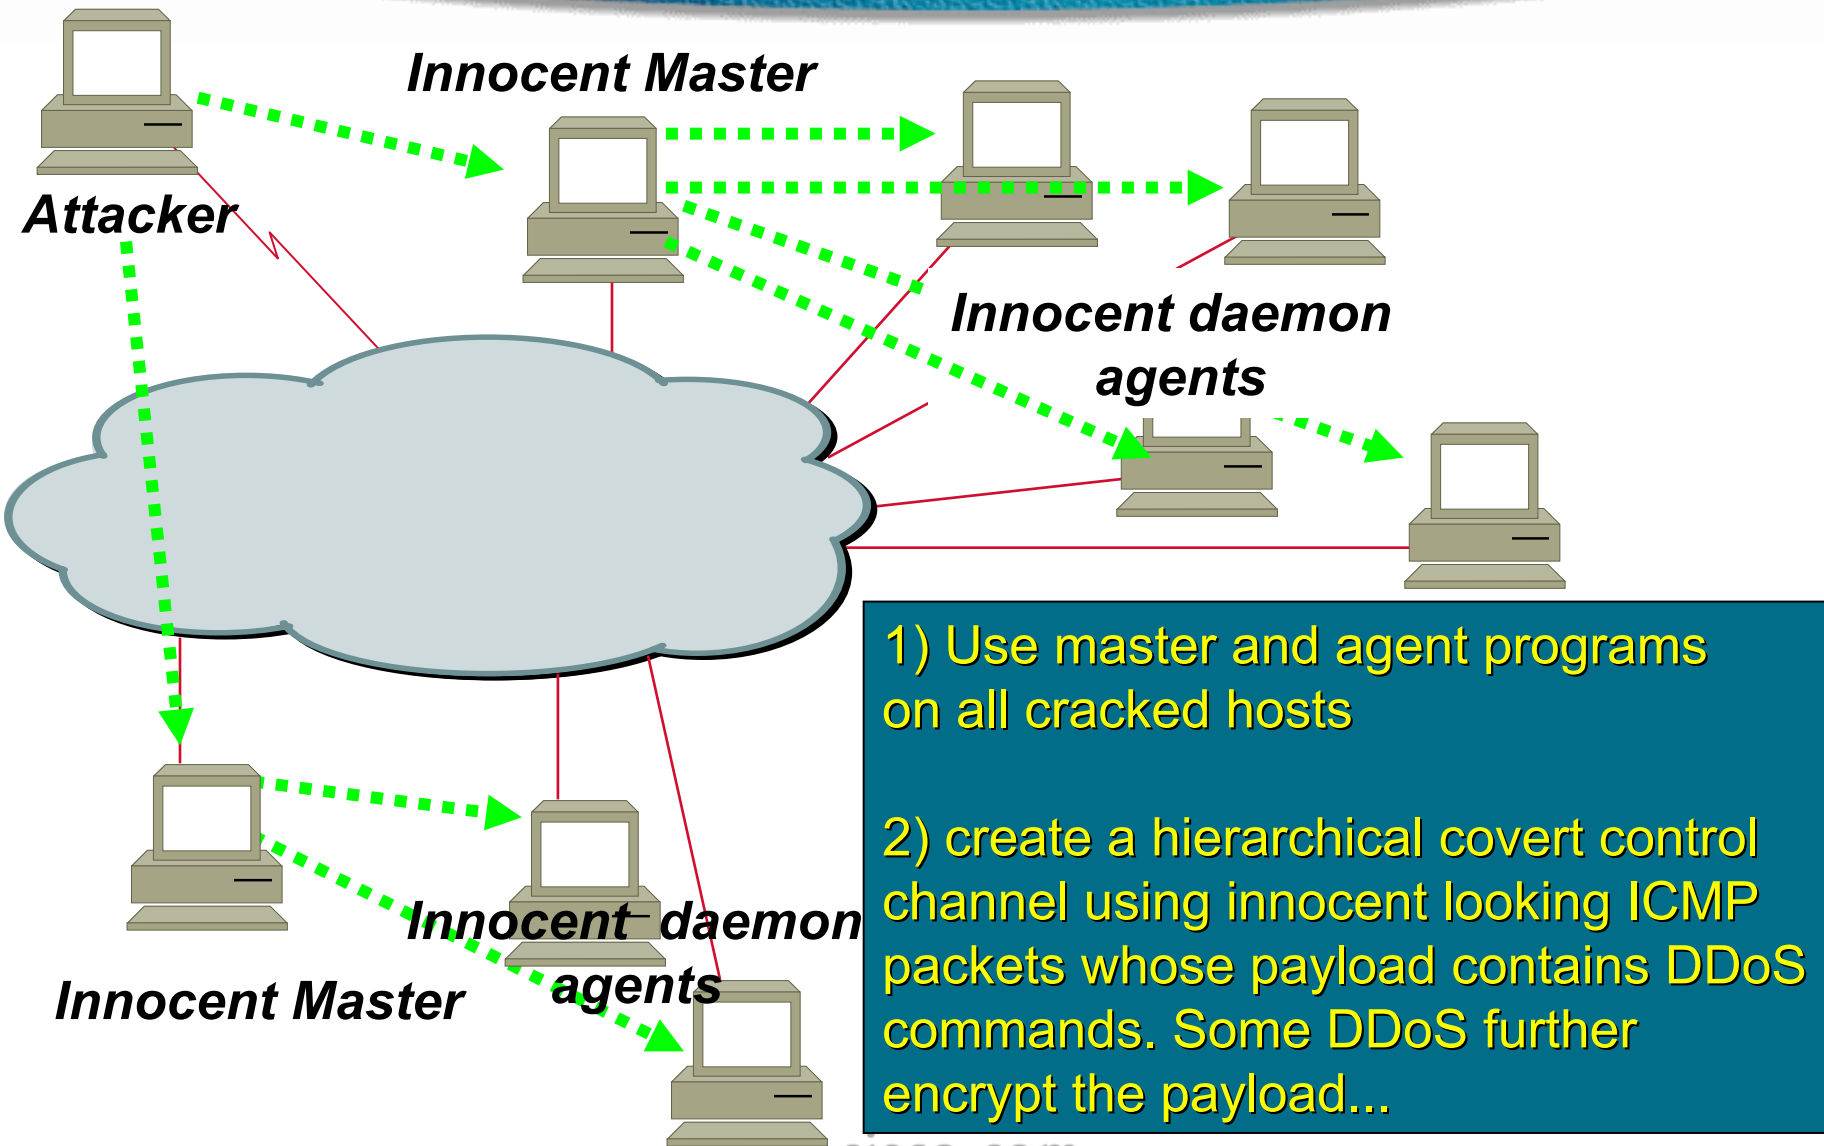 Innocent Master
Attacker
Innocent daemon
agents
1) Use master and agent programs
on all cracked hosts
2) create a hierarchical covert control
channel using innocent looking ICMP
packets whose payload contains DDoS
commands. Some DDoS further
encrypt the payload...
Innocent daemon
agents
Innocent Master